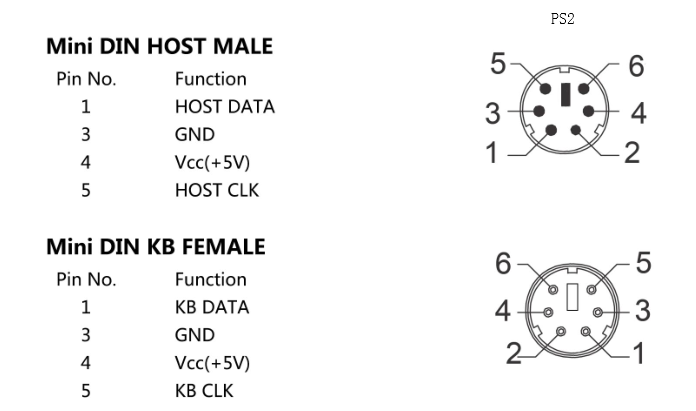 PS2
Mini DIN HOST MALE
Pin No. Function
1 HOST DATA
3 GND
4 Vcc(+5V)
5 HOST CLK
5 6
3 4
1 2
Mini DIN KB FEMALE
Pin No. Function
1 KB DATA
3 GND
4 Vcc(+5V)
5 KB CLK
6 5
4 3
2 1